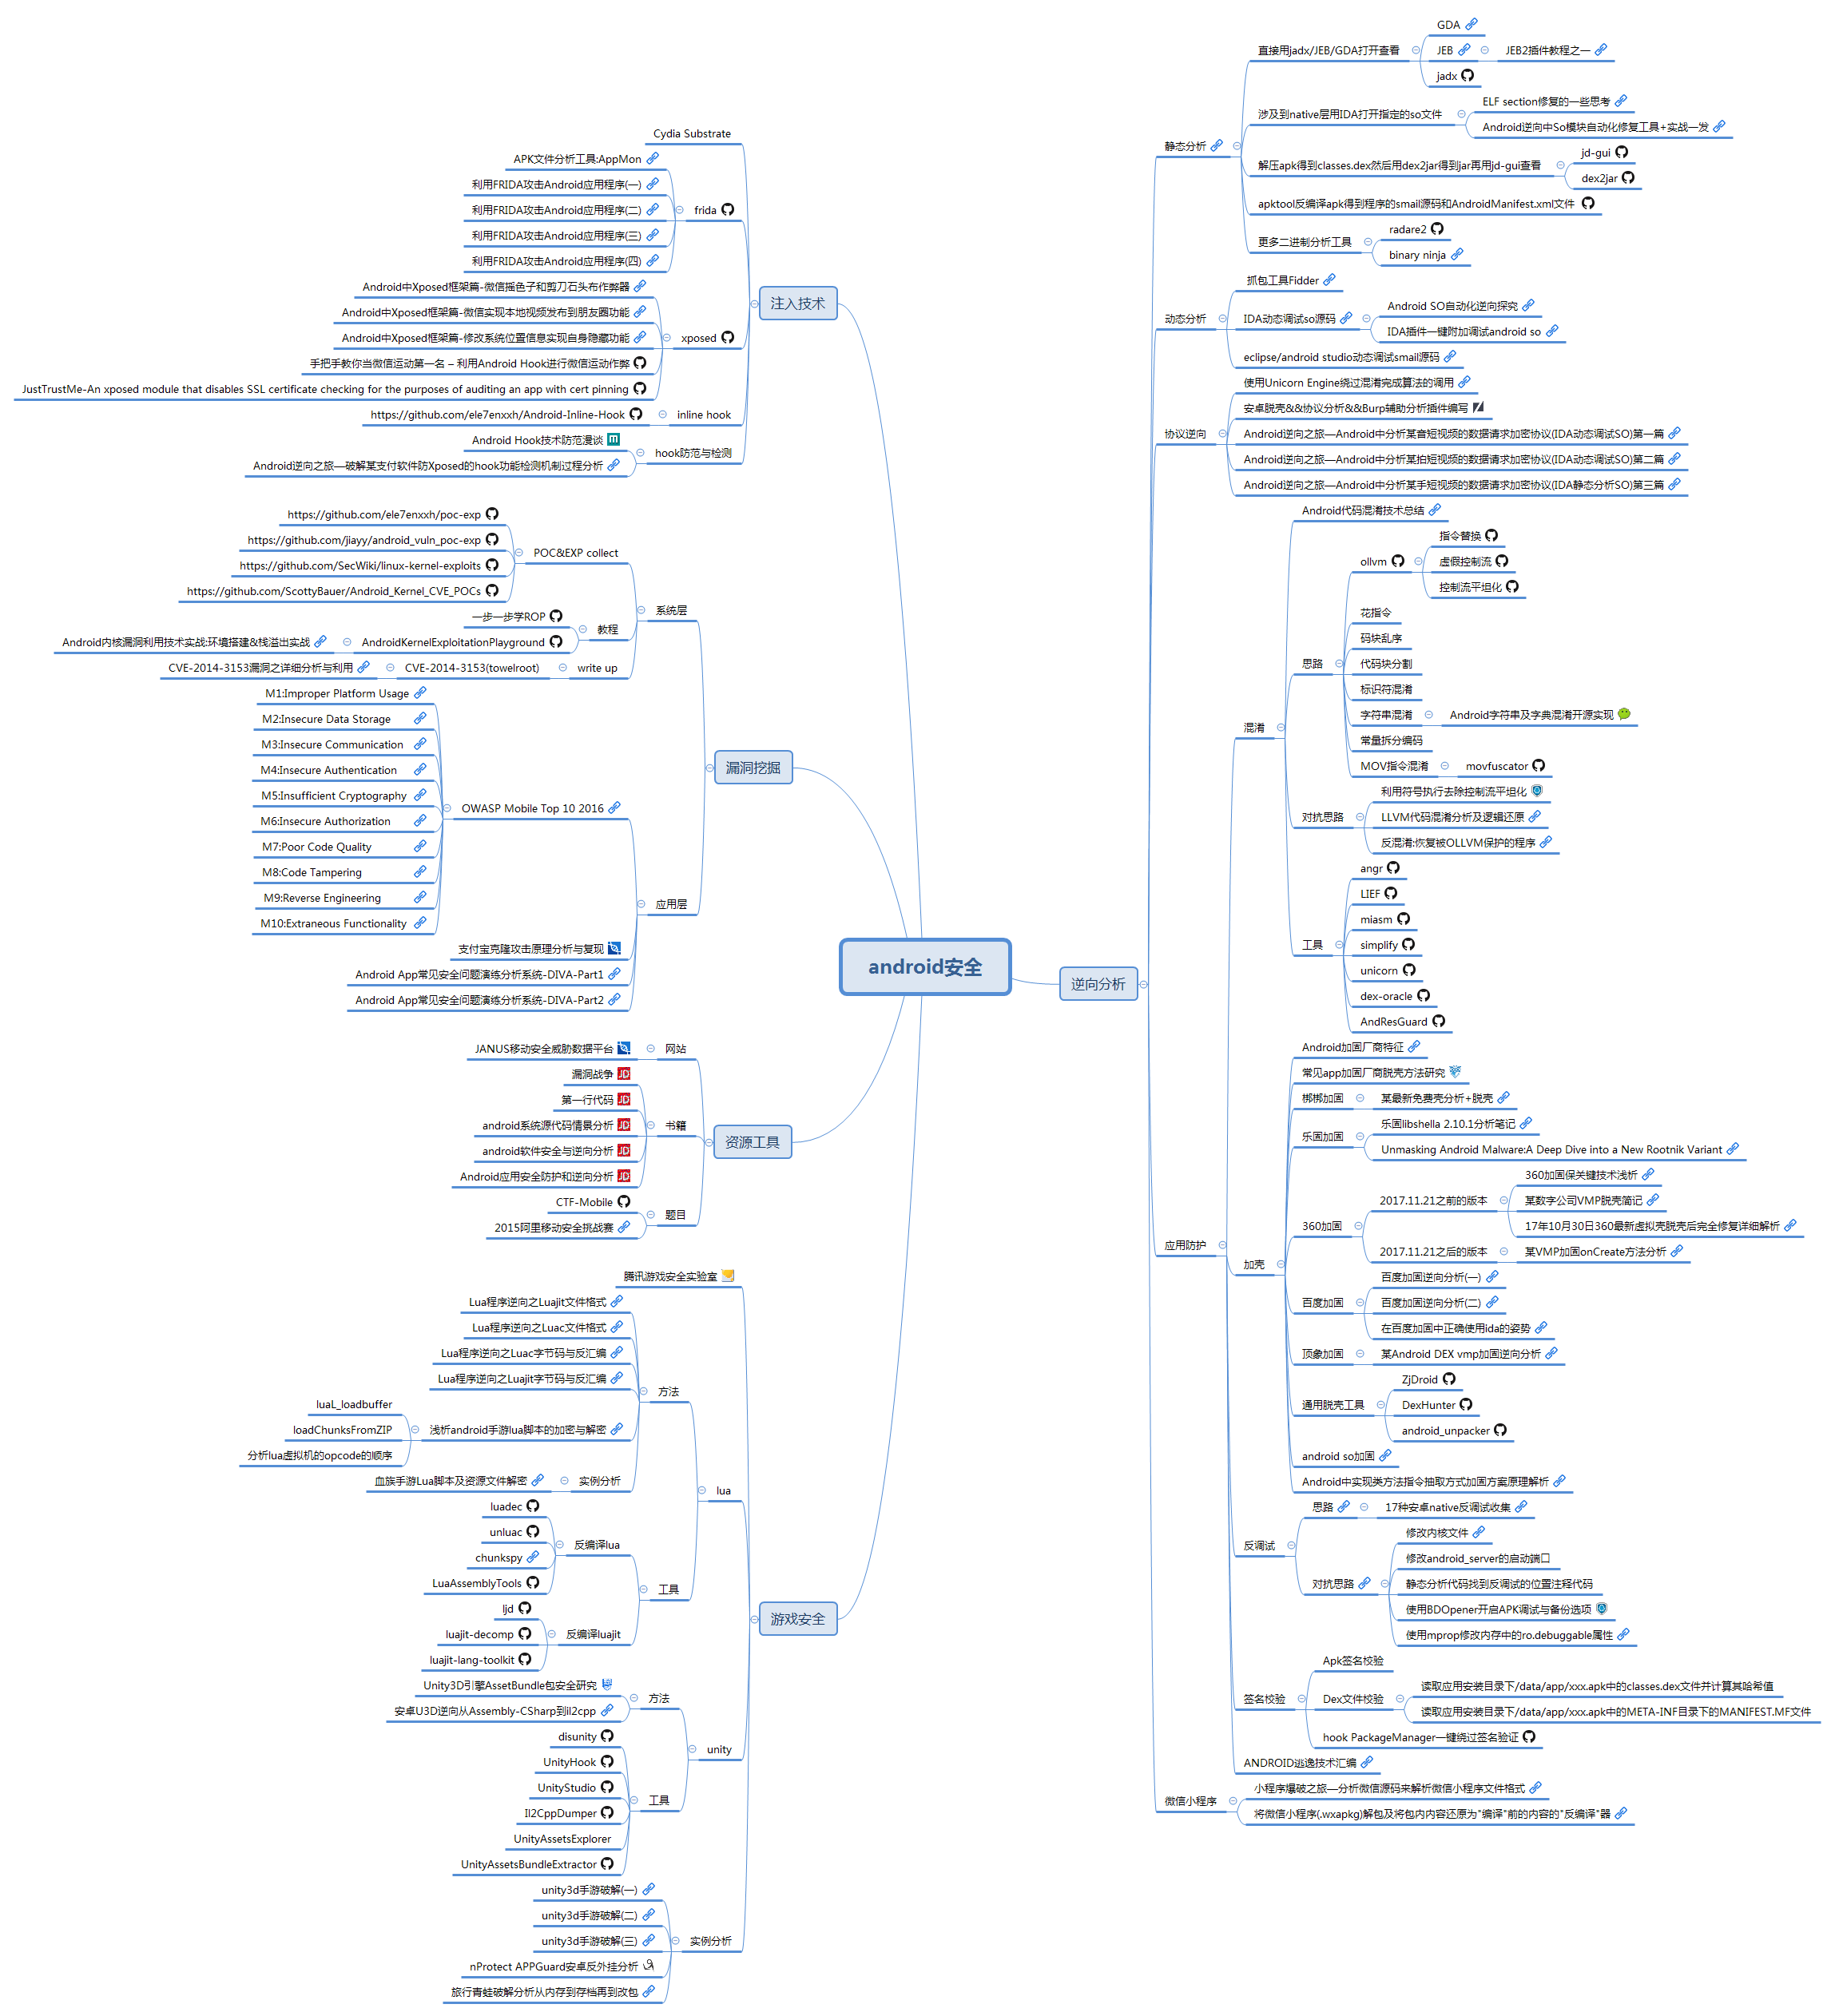 android安全
注入技术
Cydia Substrate
frida
APK文件分析工具:AppMon
利用FRIDA攻击Android应用程序(一)
利用FRIDA攻击Android应用程序(二)
利用FRIDA攻击Android应用程序(三)
利用FRIDA攻击Android应用程序(四)
xposed
Android中Xposed框架篇-微信摇色子和剪刀石头布作弊器
Android中Xposed框架篇-微信实现本地视频发布到朋友圈功能
Android中Xposed框架篇-修改系统位置信息实现自身隐藏功能
手把手教你当微信运动第一名 – 利用Android Hook进行微信运动作弊
JustTrustMe-An xposed module that disables SSL certificate checking for the purposes of auditing an app with cert pinning
inline hook
https://github.com/ele7enxxh/Android-Inline-Hook
hook防范与检测
Android Hook技术防范漫谈
Android逆向之旅—破解某支付软件防Xposed的hook功能检测机制过程分析
漏洞挖掘
系统层
POC&EXP collect
https://github.com/ele7enxxh/poc-exp
https://github.com/jiayy/android_vuln_poc-exp
https://github.com/SecWiki/linux-kernel-exploits
https://github.com/ScottyBauer/Android_Kernel_CVE_POCs
教程
一步一步学ROP
AndroidKernelExploitationPlayground
Android内核漏洞利用技术实战:环境搭建&栈溢出实战
write up
CVE-2014-3153(towelroot)
CVE-2014-3153漏洞之详细分析与利用
应用层
OWASP Mobile Top 10 2016
M1:Improper Platform Usage
M2:Insecure Data Storage
M3:Insecure Communication
M4:Insecure Authentication
M5:Insufficient Cryptography
M6:Insecure Authorization
M7:Poor Code Quality
M8:Code Tampering
M9:Reverse Engineering
M10:Extraneous Functionality
支付宝克隆攻击原理分析与复现
Android App常见安全问题演练分析系统-DIVA-Part1
Android App常见安全问题演练分析系统-DIVA-Part2
资源工具
网站
JANUS移动安全威胁数据平台
书籍
漏洞战争
第一行代码
android系统源代码情景分析
android软件安全与逆向分析
Android应用安全防护和逆向分析
题目
CTF-Mobile
2015阿里移动安全挑战赛
游戏安全
腾讯游戏安全实验室
lua
方法
Lua程序逆向之Luajit文件格式
Lua程序逆向之Luac文件格式
Lua程序逆向之Luac字节码与反汇编
Lua程序逆向之Luajit字节码与反汇编
浅析android手游lua脚本的加密与解密
luaL_loadbuffer
loadChunksFromZIP
分析lua虚拟机的opcode的顺序
实例分析
血族手游Lua脚本及资源文件解密
工具
反编译lua
luadec
unluac
chunkspy
LuaAssemblyTools
反编译luajit
ljd
luajit-decomp
luajit-lang-toolkit
unity
方法
Unity3D引擎AssetBundle包安全研究
安卓U3D逆向从Assembly-CSharp到il2cpp
工具
disunity
UnityHook
UnityStudio
Il2CppDumper
UnityAssetsExplorer
UnityAssetsBundleExtractor
实例分析
unity3d手游破解(一)
unity3d手游破解(二)
unity3d手游破解(三)
nProtect APPGuard安卓反外挂分析
旅行青蛙破解分析从内存到存档再到改包
逆向分析
静态分析
直接用jadx/JEB/GDA打开查看
GDA
JEB
JEB2插件教程之一
jadx
涉及到native层用IDA打开指定的so文件
ELF section修复的一些思考
Android逆向中So模块自动化修复工具+实战一发
解压apk得到classes.dex然后用dex2jar得到jar再用jd-gui查看
jd-gui
dex2jar
apktool反编译apk得到程序的smail源码和AndroidManifest.xml文件
更多二进制分析工具
radare2
binary ninja
动态分析
抓包工具Fidder
IDA动态调试so源码
Android SO自动化逆向探究
IDA插件一键附加调试android so
eclipse/android studio动态调试smail源码
协议逆向
使用Unicorn Engine绕过混淆完成算法的调用
安卓脱壳&&协议分析&&Burp辅助分析插件编写
Android逆向之旅—Android中分析某音短视频的数据请求加密协议(IDA动态调试SO)第一篇
Android逆向之旅—Android中分析某拍短视频的数据请求加密协议(IDA动态调试SO)第二篇
Android逆向之旅—Android中分析某手短视频的数据请求加密协议(IDA静态分析SO)第三篇
应用防护
混淆
Android代码混淆技术总结
思路
ollvm
指令替换
虚假控制流
控制流平坦化
花指令
码块乱序
代码块分割
标识符混淆
字符串混淆
Android字符串及字典混淆开源实现
常量拆分编码
MOV指令混淆
movfuscator
对抗思路
利用符号执行去除控制流平坦化
LLVM代码混淆分析及逻辑还原
反混淆:恢复被OLLVM保护的程序
工具
angr
LIEF
miasm
simplify
unicorn
dex-oracle
AndResGuard
加壳
Android加固厂商特征
常见app加固厂商脱壳方法研究
梆梆加固
某最新免费壳分析+脱壳
乐固加固
乐固libshella 2.10.1分析笔记
Unmasking Android Malware:A Deep Dive into a New Rootnik Variant
360加固
2017.11.21之前的版本
360加固保关键技术浅析
某数字公司VMP脱壳简记
17年10月30日360最新虚拟壳脱壳后完全修复详细解析
2017.11.21之后的版本
某VMP加固onCreate方法分析
百度加固
百度加固逆向分析(一)
百度加固逆向分析(二)
在百度加固中正确使用ida的姿势
顶象加固
某Android DEX vmp加固逆向分析
通用脱壳工具
ZjDroid
DexHunter
android_unpacker
android so加固
Android中实现类方法指令抽取方式加固方案原理解析
反调试
思路
17种安卓native反调试收集
对抗思路
修改内核文件
修改android_server的启动端口
静态分析代码找到反调试的位置注释代码
使用BDOpener开启APK调试与备份选项
使用mprop修改内存中的ro.debuggable属性
签名校验
Apk签名校验
Dex文件校验
读取应用安装目录下/data/app/xxx.apk中的classes.dex文件并计算其哈希值
读取应用安装目录下/data/app/xxx.apk中的META-INF目录下的MANIFEST.MF文件
hook PackageManager一键绕过签名验证
ANDROID逃逸技术汇编
微信小程序
小程序爆破之旅—分析微信源码来解析微信小程序文件格式
将微信小程序(.wxapkg)解包及将包内内容还原为"编译"前的内容的"反编译"器